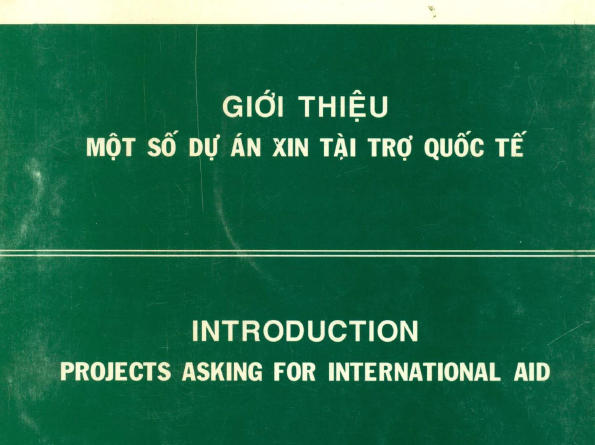 GIỚI THIỆU
MỘT SỐ DỰ ÁN XIN TÀI TRỢ QUỐC TẾ
INTRODUCTION
PROJECTS ASKING FOR INTERNATIONAL AID